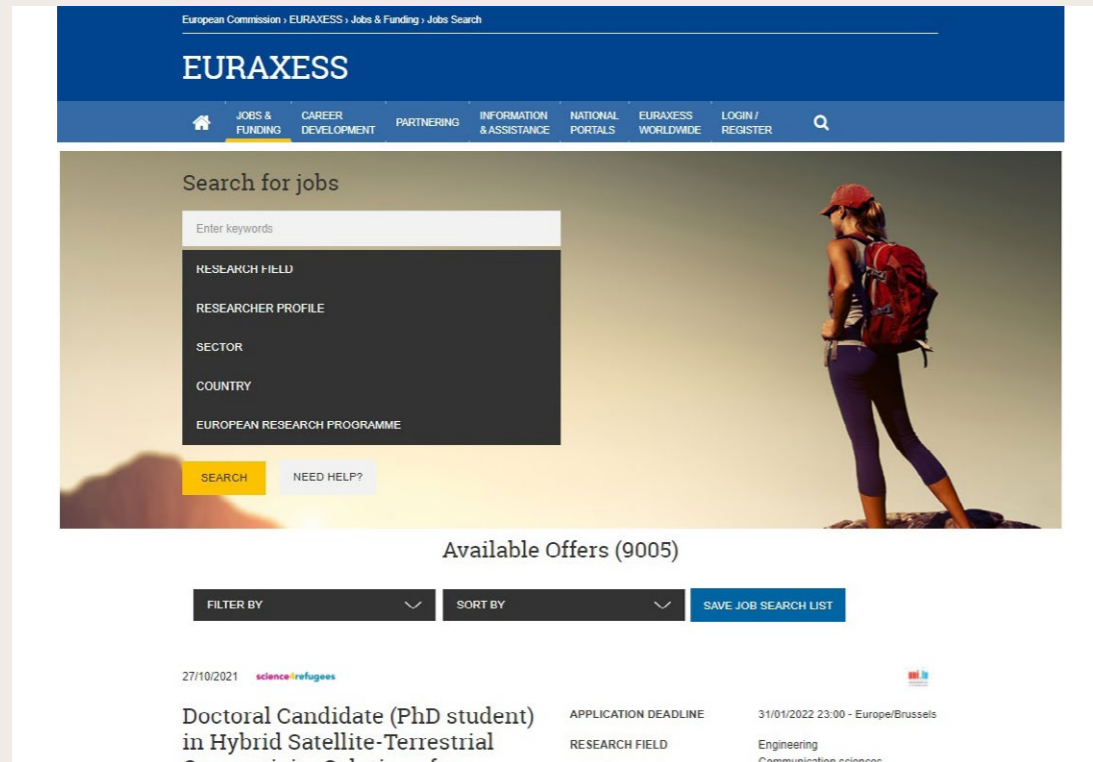 European Commission › EURAXESS › Jobs & Funding › Jobs Search
EURAXESS
JOBS & FUNDING
CAREER DEVELOPMENT
PARTNERING
INFORMATION & ASSISTANCE
NATIONAL PORTALS
EURAXESS WORLDWIDE
LOGIN / REGISTER
Search for jobs
Enter keywords
RESEARCH FIELD
RESEARCHER PROFILE
SECTOR
COUNTRY
EUROPEAN RESEARCH PROGRAMME
SEARCH NEED HELP?
Available Offers (9005)
FILTER BY SORT BY SAVE JOB SEARCH LIST
27/10/2021 science4refugees
Doctoral Candidate (PhD student)
in Hybrid Satellite-Terrestrial
APPLICATION DEADLINE 31/01/2022 23:00 - Europe/Brussels
RESEARCH FIELD Engineering
Communication sciences